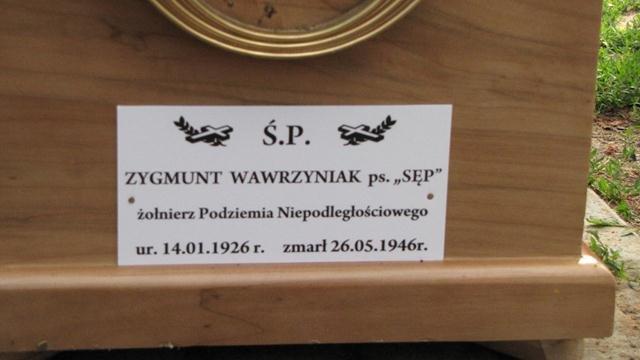 Ś.P.
ZYGMUNT WAWRZYNIAK ps. „SĘP”
żołnierz Podziemia Niepodległościowego
ur. 14.01.1926 r. zmarł 26.05.1946r.